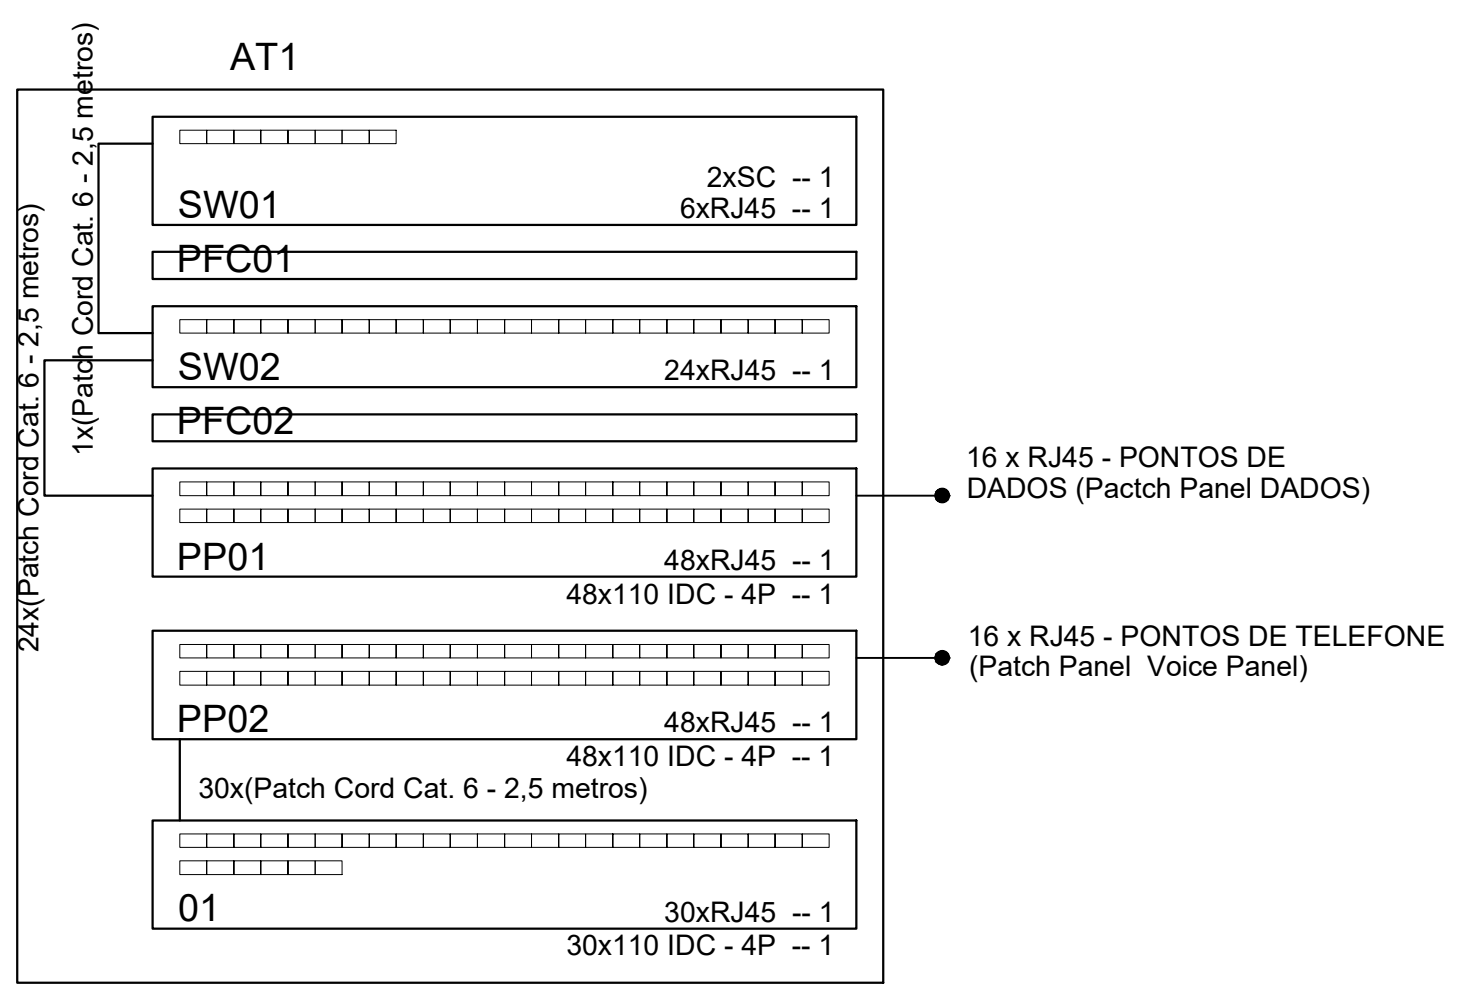 AT1
1x(Patch Cord Cat. 6 - 2,5 metros)
24x(Patch Cord Cat. 6 - 2,5 metros)
2xSC -- 1
SW01
6xRJ45 -- 1
PFC01
SW02
24xRJ45 -- 1
PFC02
16 x RJ45 - PONTOS DE
DADOS (Pactch Panel DADOS)
PP01
48xRJ45 -- 1
48x110 IDC - 4P -- 1
16 x RJ45 - PONTOS DE TELEFONE
(Patch Panel Voice Panel)
PP02
48xRJ45 -- 1
48x110 IDC - 4P -- 1
30x(Patch Cord Cat. 6 - 2,5 metros)
01
30xRJ45 -- 1
30x110 IDC - 4P -- 1